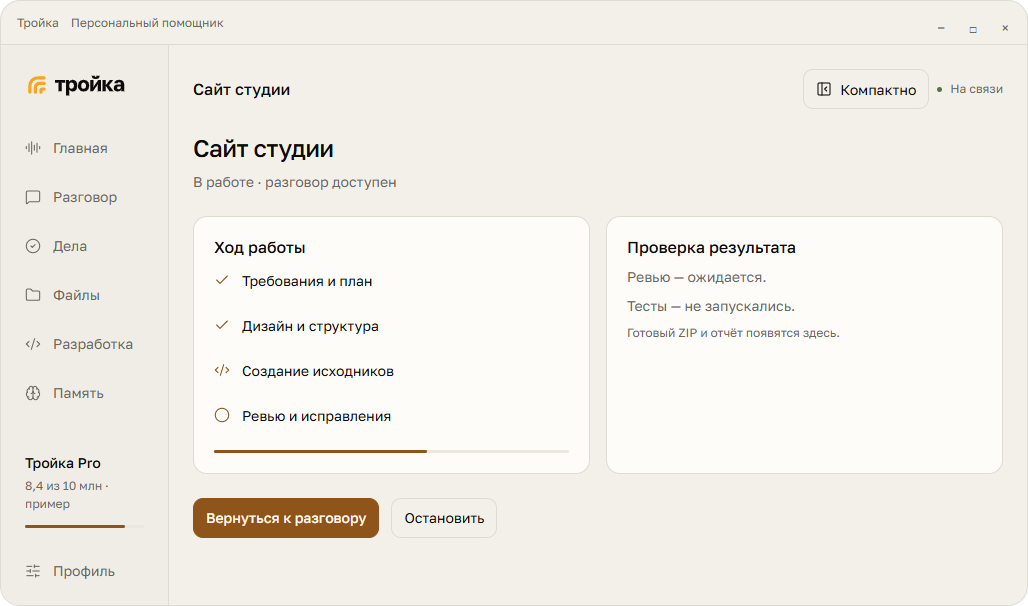 Тройка Персональный помощник
тройка
Главная
Разговор
Дела
Файлы
Разработка
Память
Тройка Pro
8,4 из 10 млн ·
пример
Профиль
Сайт студии
Компактно
На связи
Сайт студии
В работе · разговор доступен
Ход работы
Требования и план
Дизайн и структура
Создание исходников
Ревью и исправления
Проверка результата
Ревью — ожидается.
Тесты — не запускались.
Готовый ZIP и отчёт появятся здесь.
Вернуться к разговору
Остановить